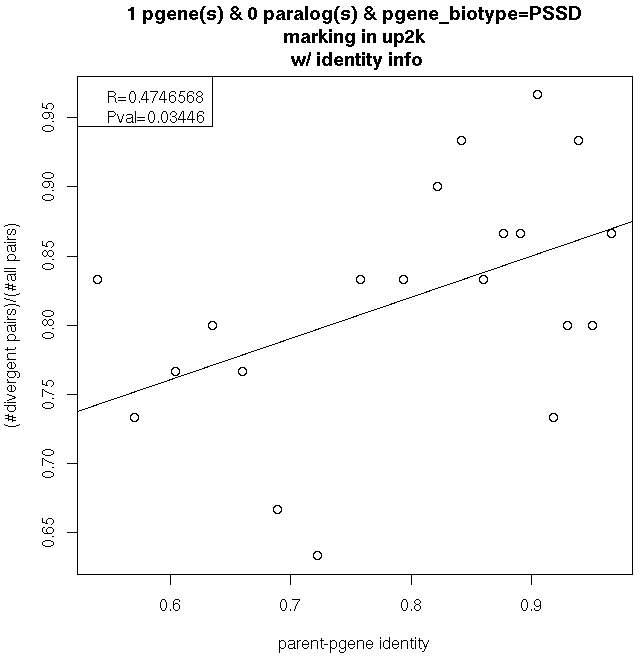 1 pgene(s) & 0 paralog(s) & pgene_biotype=PSSD
marking in up2k
w/ identity info
R=0.4746568
Pval=0.03446
(#divergent pairs)/(#all pairs)
0.95
0.90
0.85
0.80
0.75
0.70
0.65
0.6 0.7 0.8 0.9
parent-pgene identity